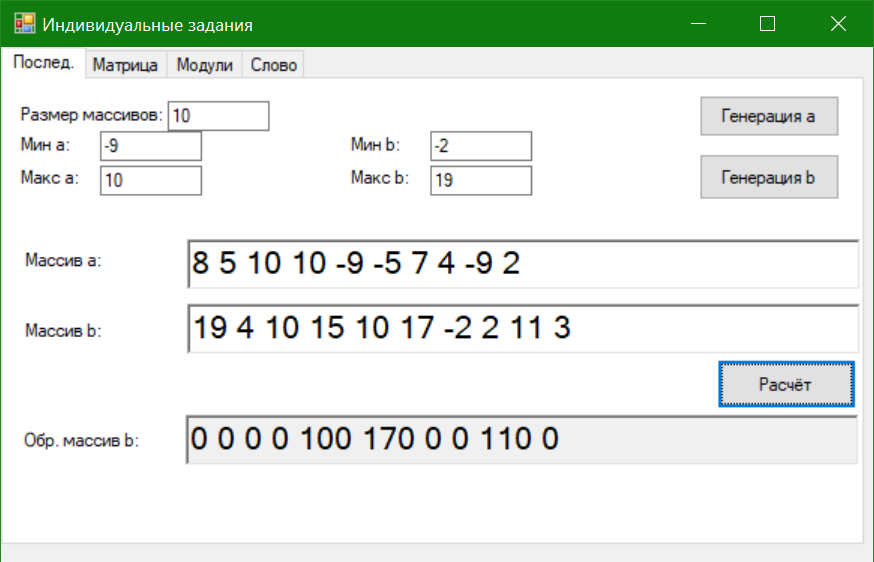 Индивидуальные задания
Послед. Матрица Модули Слово
Размер массивов: 10 Генерация a
Мин a: -9 Мин b: -2
Макс a: 10 Макс b: 19 Генерация b
Массив a: 8 5 10 10 -9 -5 7 4 -9 2
Массив b: 19 4 10 15 10 17 -2 2 11 3
Расчёт
Обр. массив b: 0 0 0 0 100 170 0 0 110 0